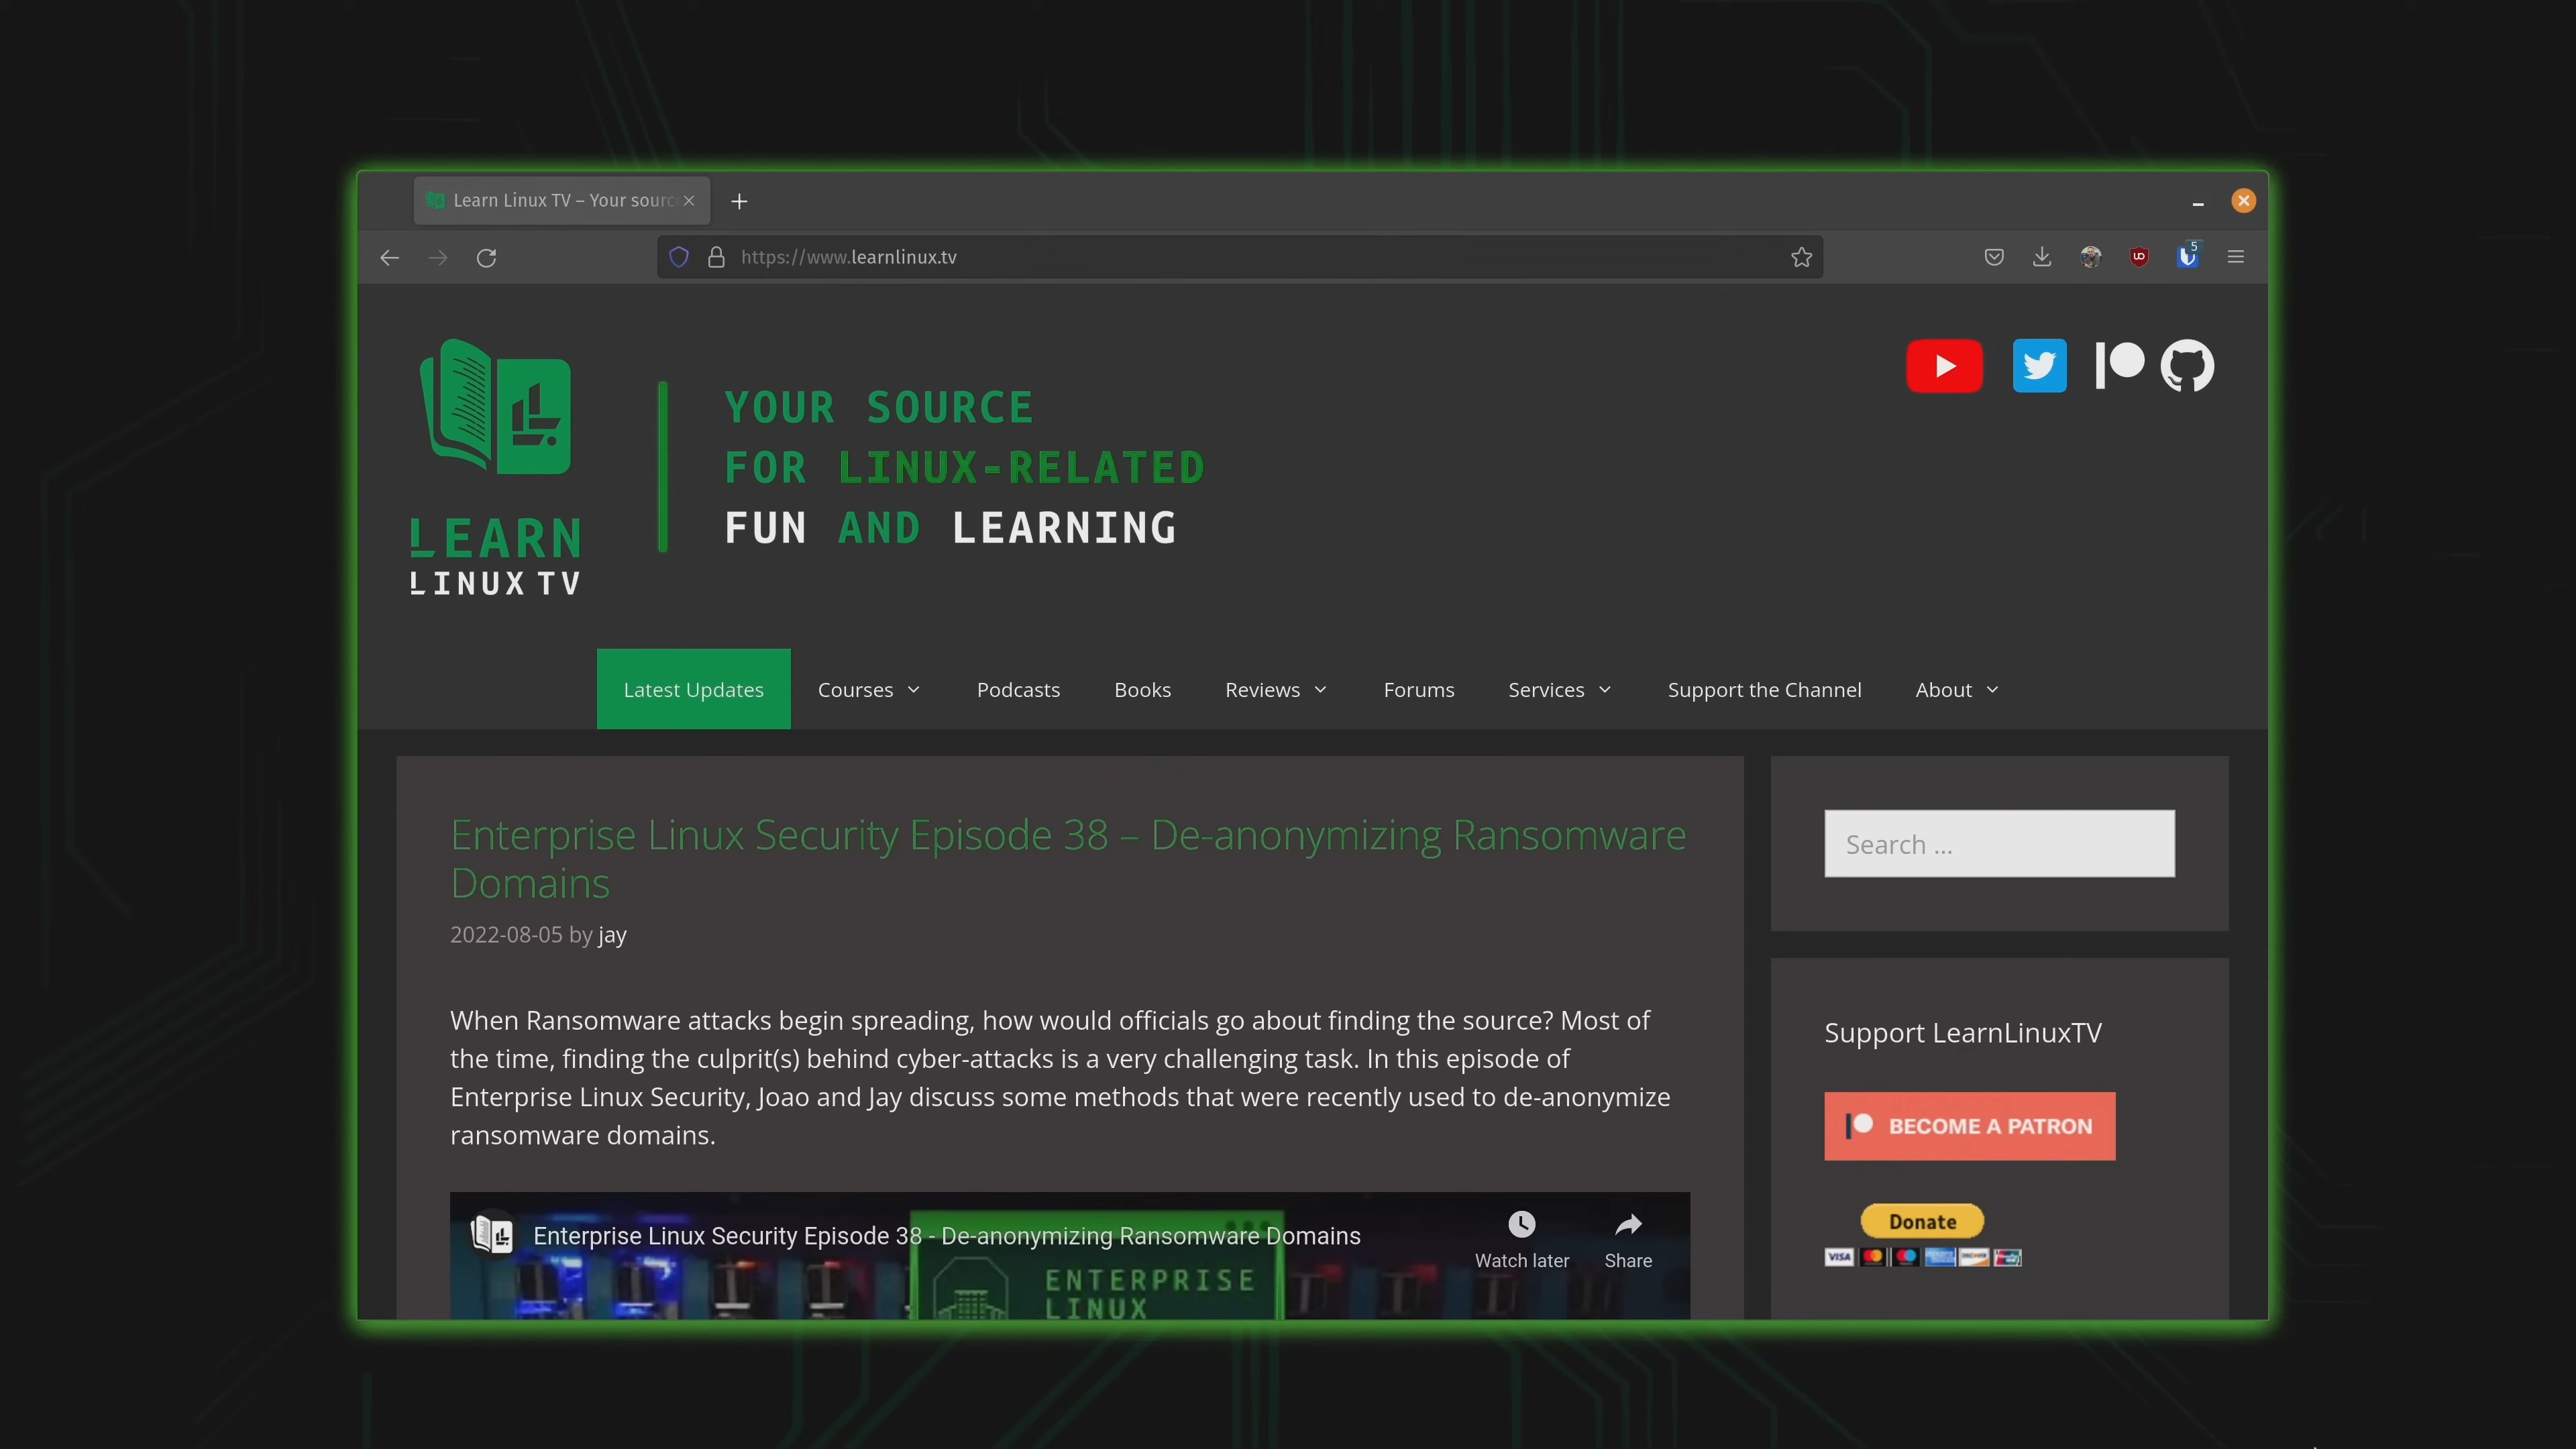 Learn Linux TV – Your sourc
https://www.learnlinux.tv
5
LEARN
LINUX TV
YOUR SOURCE
FOR LINUX-RELATED
FUN AND LEARNING
Latest Updates
Courses
Podcasts
Books
Reviews
Forums
Services
Support the Channel
About
Enterprise Linux Security Episode 38 – De-anonymizing Ransomware
Domains
2022-08-05 by jay
When Ransomware attacks begin spreading, how would officials go about finding the source? Most of
the time, finding the culprit(s) behind cyber-attacks is a very challenging task. In this episode of
Enterprise Linux Security, Joao and Jay discuss some methods that were recently used to de-anonymize
ransomware domains.
Enterprise Linux Security Episode 38 - De-anonymizing Ransomware Domains
Watch later
Share
ENTERPRISE
LINUX
Search ...
Support LearnLinuxTV
BECOME A PATRON
Donate
VISA